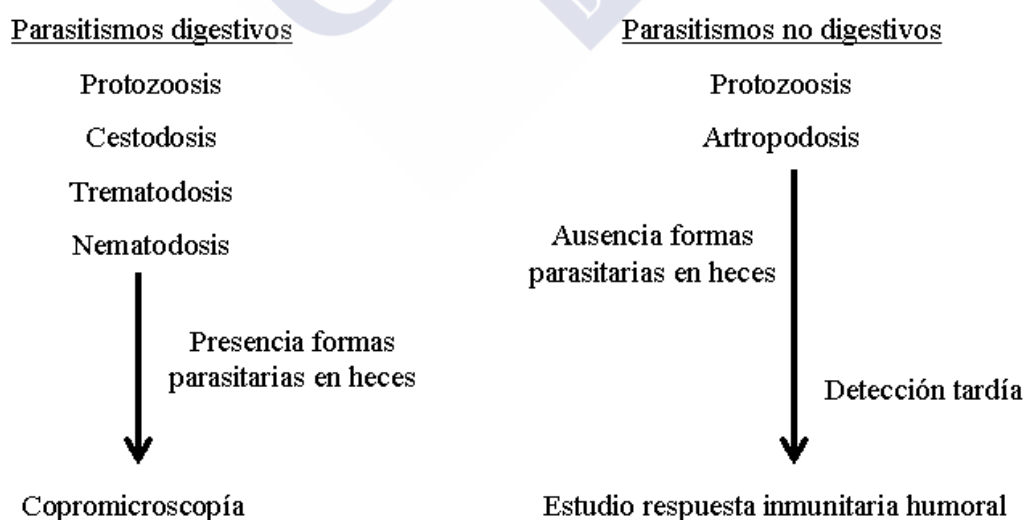 Parasitismos digestivos
Protozoosis
Cestodosis
Trematodosis
Nematodosis
Presencia formas
parasitarias en heces
Copromicroscopía
Parasitismos no digestivos
Protozoosis
Artropodosis
Ausencia formas
parasitarias en heces
Detección tardía
Estudio respuesta inmunitaria humoral